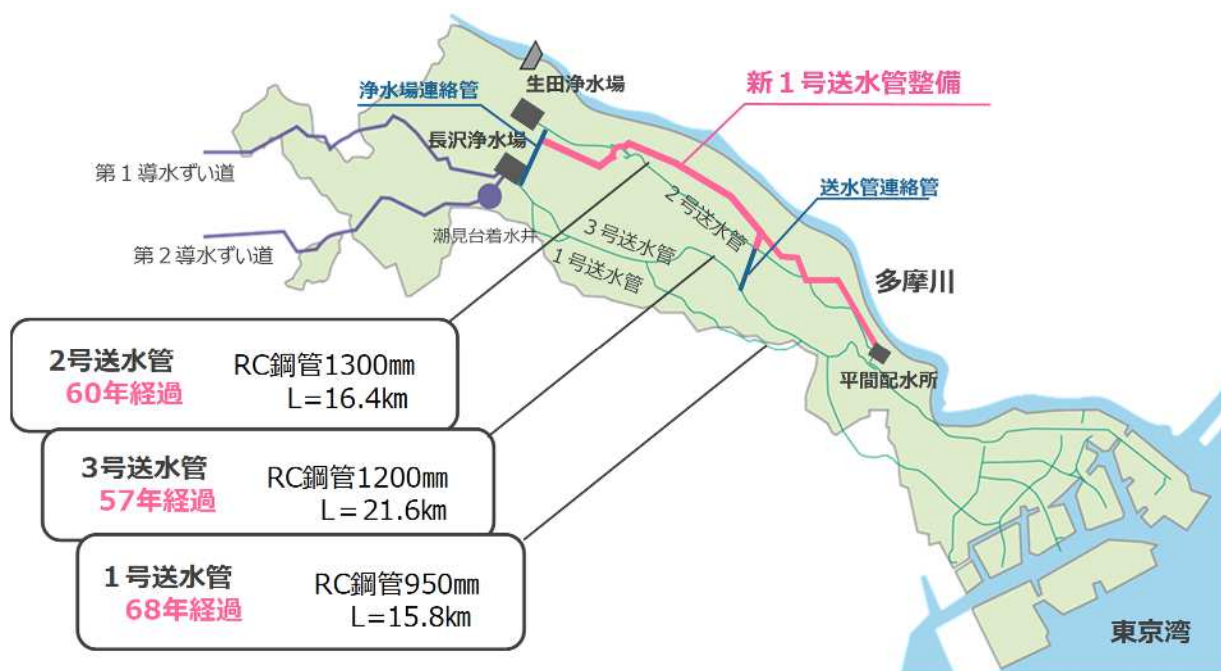 生田浄水場
新１号送水管整備
浄水場連絡管
長沢浄水場
第１導水ずい道
送水管連絡管
2号送水管
潮見台着水井
3号送水管
第２導水ずい道
1号送水管
多摩川
2号送水管
RC鋼管1300㎜
60年経過
L＝16.4㎞
平間配水所
3号送水管
RC鋼管1200㎜
57年経過
L＝21.6㎞
１号送水管
RC鋼管950㎜
68年経過
L＝15.8㎞
東京湾